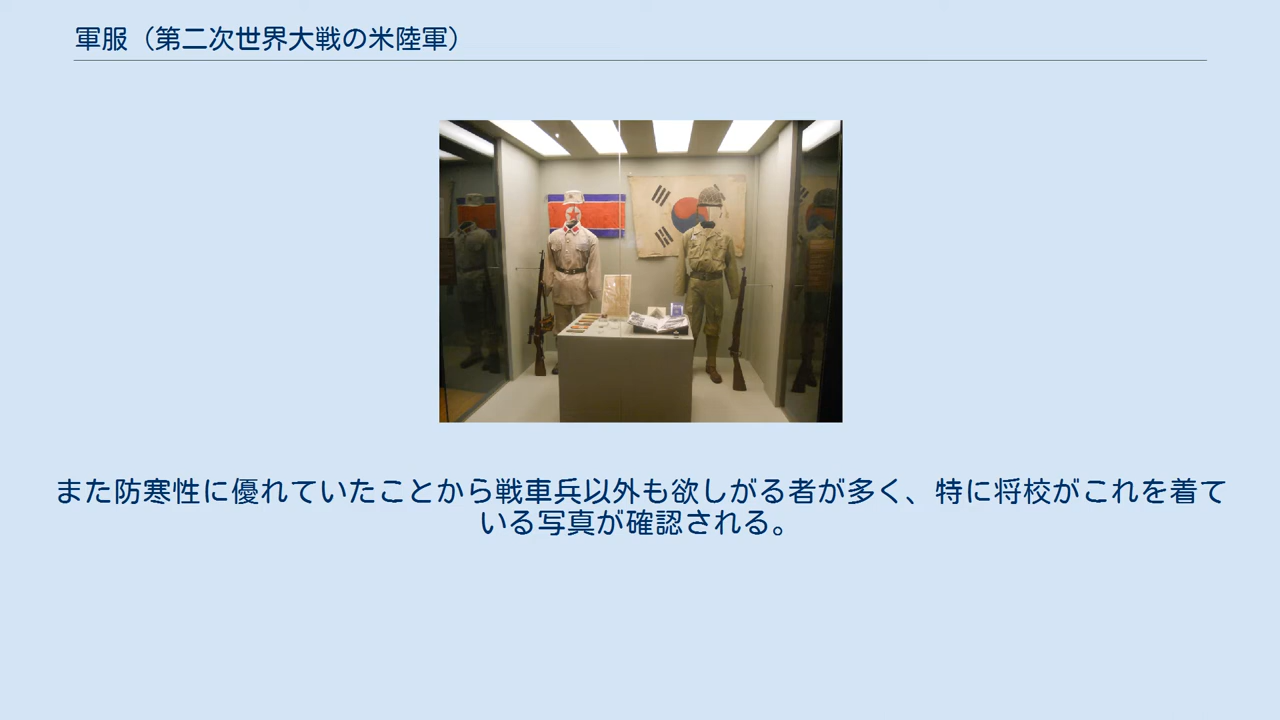 軍服（第二次世界大戦の米陸軍）
また防寒性に優れていたことから戦車兵以外も欲しがる者が多く、特に将校がこれを着て
いる写真が確認される。